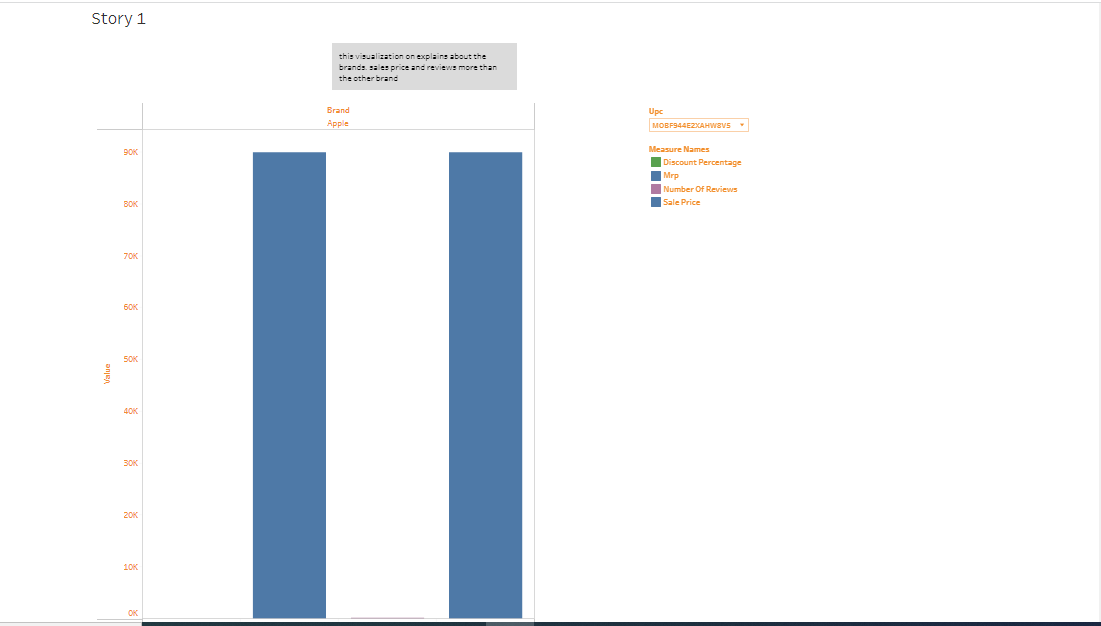 Story 1
this visualization on explains about the
brands, sales price and reviews more than
the other brand
Brand
Apple
90K
80K
70K
60K
50K
40K
30K
20K
10K
0K
Value
Upc
MOBF944E2XAHW8V5
Measure Names
Discount Percentage
Mrp
Number Of Reviews
Sale Price